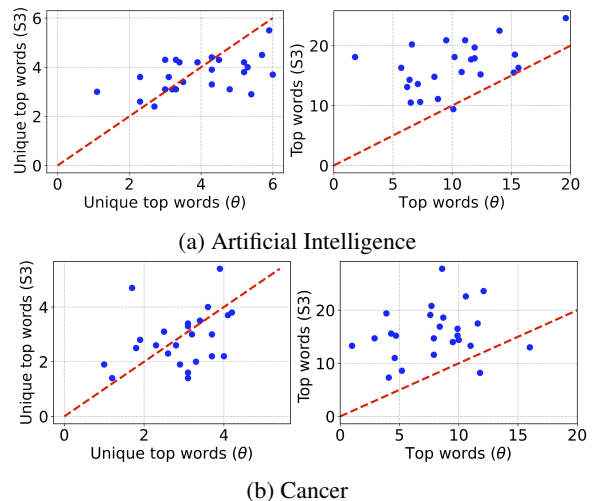 Unique top words (S3)
6
4
2
0
0 2 4 6
Unique top words (θ)
Top words (S3)
20
10
0
0 5 10 15 20
Top words (θ)
(a) Artificial Intelligence
Unique top words (S3)
4
2
0
0 2 4
Unique top words (θ)
Top words (S3)
20
10
0
0 5 10 15 20
Top words (θ)
(b) Cancer